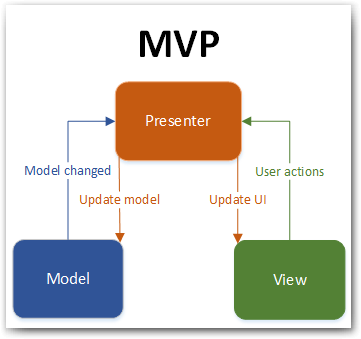 MVP
Presenter
Model changed
User actions
Update model
Update UI
Model
View